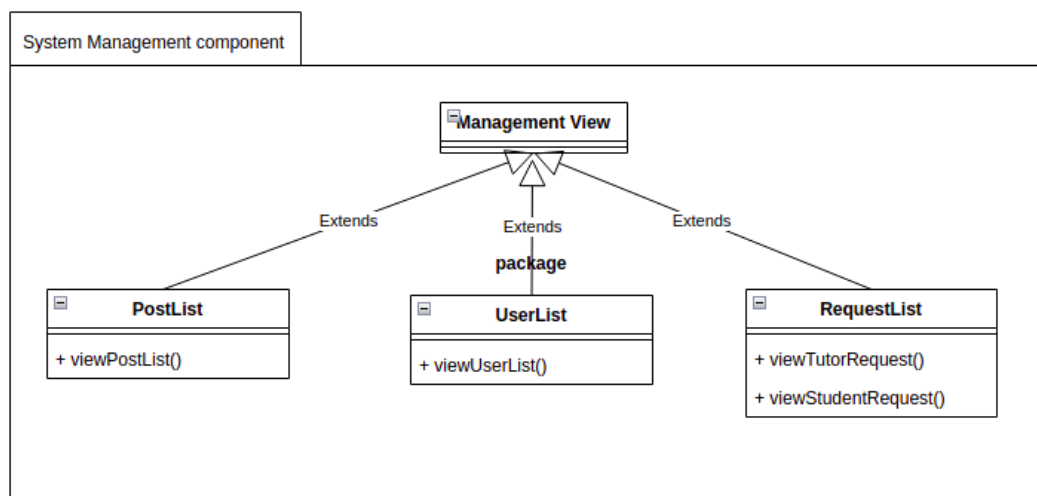 System Management component
Management View
Extends
Extends
Extends
package
PostList
UserList
RequestList
+ viewPostList()
+ viewUserList()
+ viewTutorRequest()
+ viewStudentRequest()